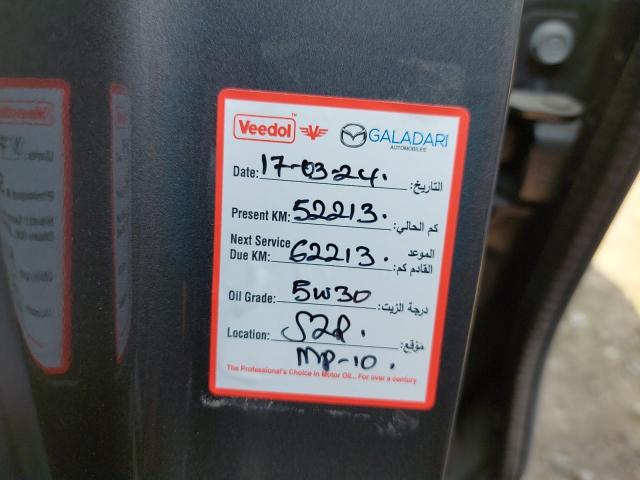 Veedol™ GALADARI
AUTOMOBILES
Date: 17-03-24. التاريخ:
Present KM: 52213. كم الحالي:
Next Service الموعد
Due KM: 62213. القادم كم:
Oil Grade: 5W30 درجة الزيت:
Location: موقع:
MP-10.
The Professional's Choice in Motor Oil... For over a century